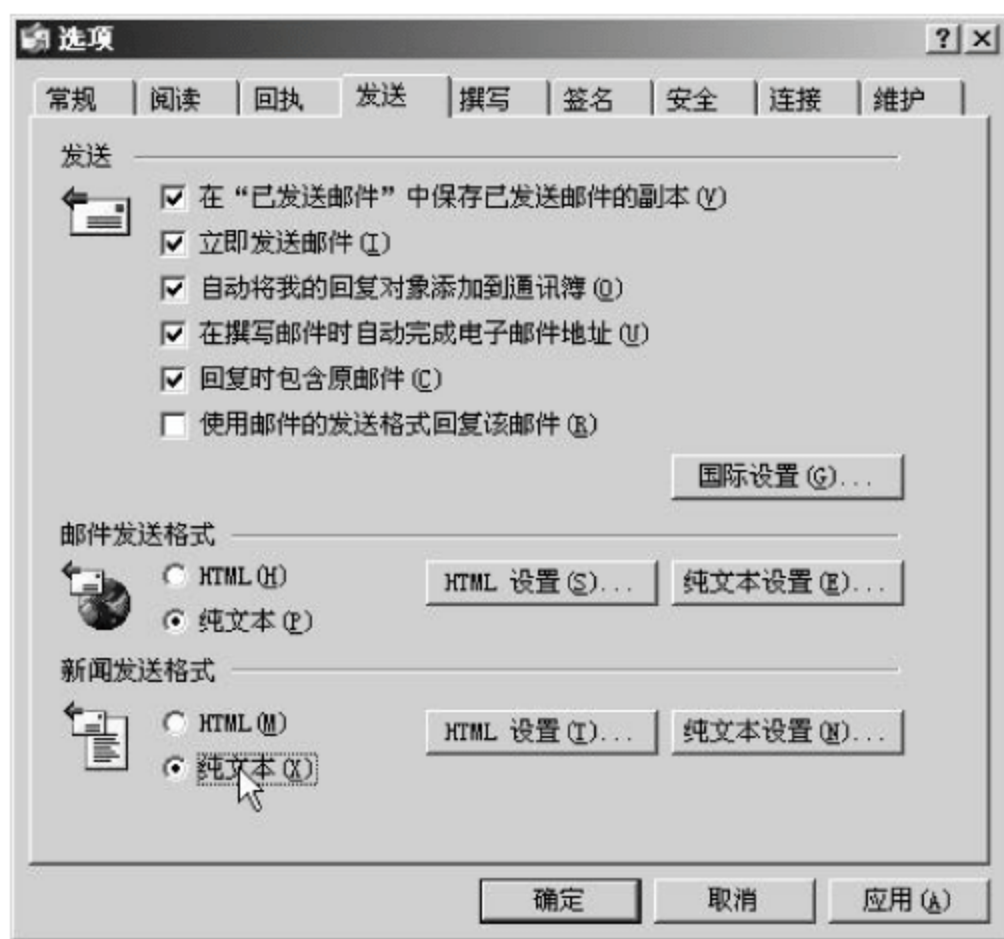 选项
常规 阅读 回执 发送 撰写 签名 安全 连接 维护
发送
在“已发送邮件”中保存已发送邮件的副本(V)
立即发送邮件(I)
自动将我的回复对象添加到通讯簿(O)
在撰写邮件时自动完成电子邮件地址(U)
回复时包含原邮件(C)
使用邮件的发送格式回复该邮件(R)
国际设置(G)...
邮件发送格式
HTML(H) HTML 设置(S)... 纯文本设置(E)...
纯文本(P)
新闻发送格式
HTML(M) HTML 设置(T)... 纯文本设置(N)...
纯文本(X)
确定 取消 应用(A)